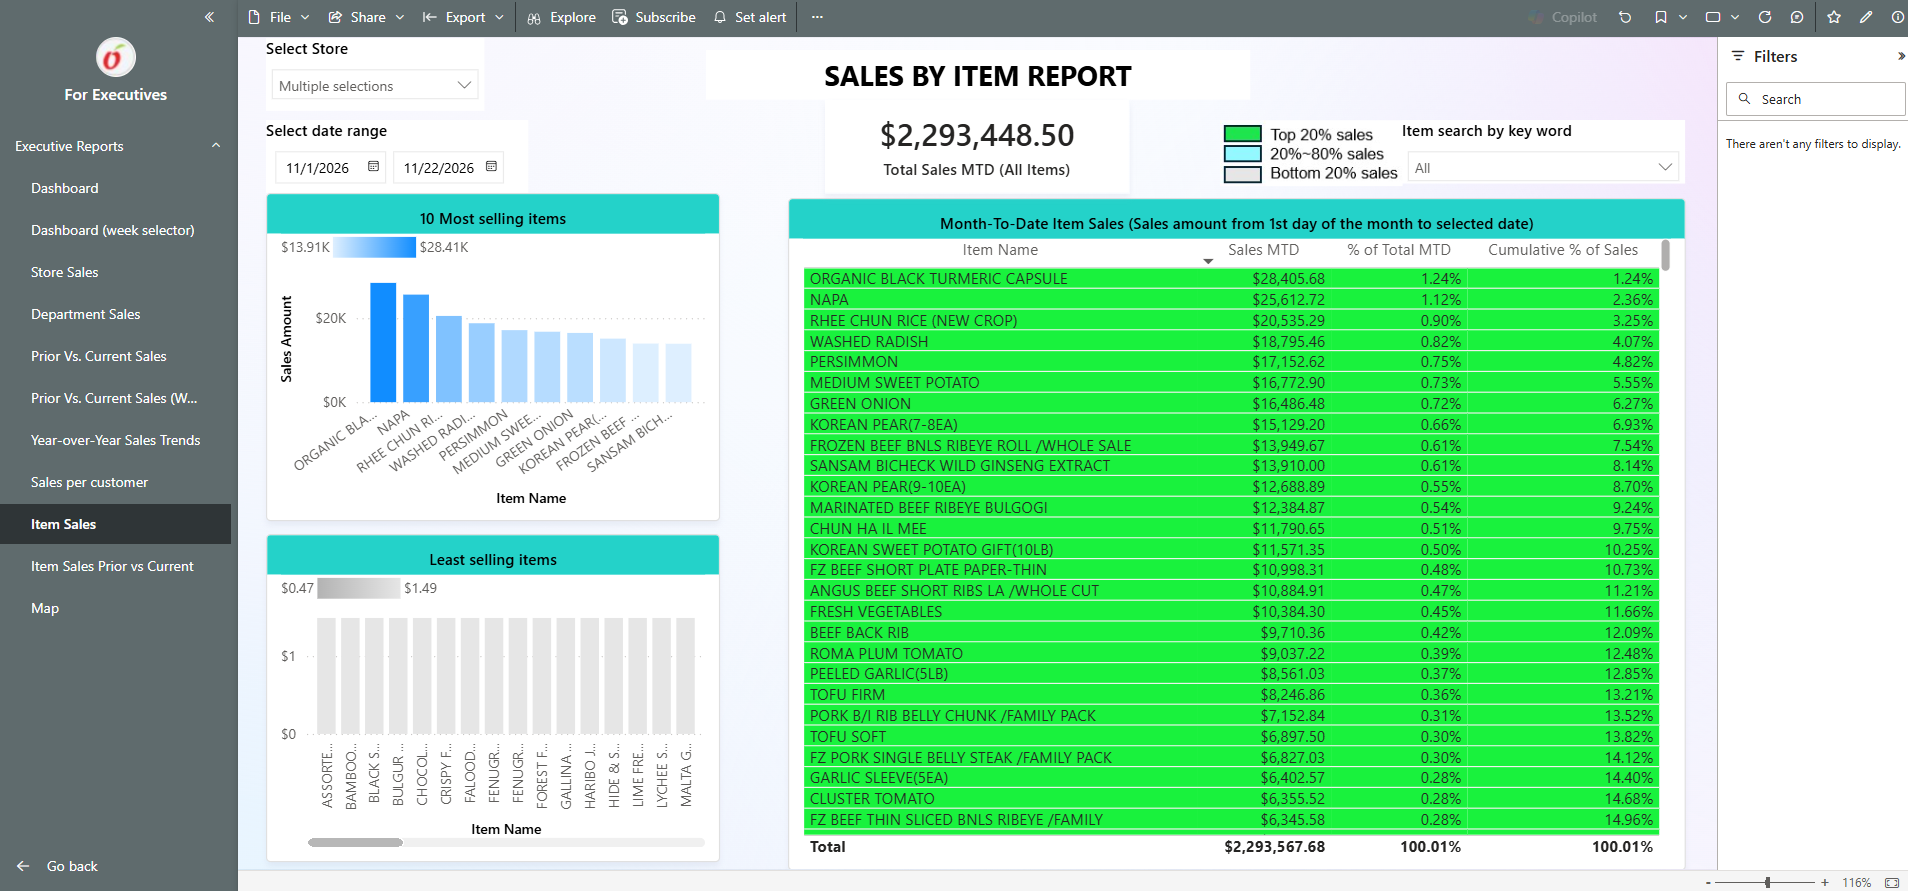 File
Share
Export
Explore
Subscribe
Set alert
...
Copilot
For Executives
Executive Reports
Dashboard
Dashboard (week selector)
Store Sales
Department Sales
Prior Vs. Current Sales
Prior Vs. Current Sales (W...
Year-over-Year Sales Trends
Sales per customer
Item Sales
Item Sales Prior vs Current
Map
Go back
Select Store
Multiple selections
SALES BY ITEM REPORT
Select date range
11/1/2026
11/22/2026
$2,293,448.50
Total Sales MTD (All Items)
Top 20% sales
20%~80% sales
Bottom 20% sales
Item search by key word
All
10 Most selling items
$13.91K
$28.41K
Sales Amount
$20K
$0K
ORGANIC BLA...
NAPA
RHEE CHUN RI...
WASHED RADI...
PERSIMMON
MEDIUM SWEE...
GREEN ONION
KOREAN PEAR(...
FROZEN BEEF ...
SANSAM BICH...
Item Name
Least selling items
$0.47
$1.49
$1
$0
ASSORTE...
BAMBOO...
BLACK S...
BULGUR ...
CHOCOL...
CRISPY F...
FALOOD...
FENUGR...
FENUGR...
FOREST F...
GALLINA ...
HARIBO J...
HIDE & S...
LIME FRE...
LYCHEE S...
MALTA G...
Item Name
Month-To-Date Item Sales (Sales amount from 1st day of the month to selected date)
Item Name Sales MTD % of Total MTD Cumulative % of Sales
ORGANIC BLACK TURMERIC CAPSULE $28,405.68 1.24% 1.24%
NAPA $25,612.72 1.12% 2.36%
RHEE CHUN RICE (NEW CROP) $20,535.29 0.90% 3.25%
WASHED RADISH $18,795.46 0.82% 4.07%
PERSIMMON $17,152.62 0.75% 4.82%
MEDIUM SWEET POTATO $16,772.90 0.73% 5.55%
GREEN ONION $16,486.48 0.72% 6.27%
KOREAN PEAR(7-8EA) $15,129.20 0.66% 6.93%
FROZEN BEEF BNLS RIBEYE ROLL /WHOLE SALE $13,949.67 0.61% 7.54%
SANSAM BICHECK WILD GINSENG EXTRACT $13,910.00 0.61% 8.14%
KOREAN PEAR(9-10EA) $12,688.89 0.55% 8.70%
MARINATED BEEF RIBEYE BULGOGI $12,384.87 0.54% 9.24%
CHUN HA IL MEE $11,790.65 0.51% 9.75%
KOREAN SWEET POTATO GIFT(10LB) $11,571.35 0.50% 10.25%
FZ BEEF SHORT PLATE PAPER-THIN $10,998.31 0.48% 10.73%
ANGUS BEEF SHORT RIBS LA /WHOLE CUT $10,884.91 0.47% 11.21%
FRESH VEGETABLES $10,384.30 0.45% 11.66%
BEEF BACK RIB $9,710.36 0.42% 12.09%
ROMA PLUM TOMATO $9,037.22 0.39% 12.48%
PEELED GARLIC(5LB) $8,561.03 0.37% 12.85%
TOFU FIRM $8,246.86 0.36% 13.21%
PORK B/I RIB BELLY CHUNK /FAMILY PACK $7,152.84 0.31% 13.52%
TOFU SOFT $6,897.50 0.30% 13.82%
FZ PORK SINGLE BELLY STEAK /FAMILY PACK $6,827.03 0.30% 14.12%
GARLIC SLEEVE(5EA) $6,402.57 0.28% 14.40%
CLUSTER TOMATO $6,355.52 0.28% 14.68%
FZ BEEF THIN SLICED BNLS RIBEYE /FAMILY $6,345.58 0.28% 14.96%
Total $2,293,567.68 100.01% 100.01%
Filters
Search
There aren't any filters to display.
- + 116%